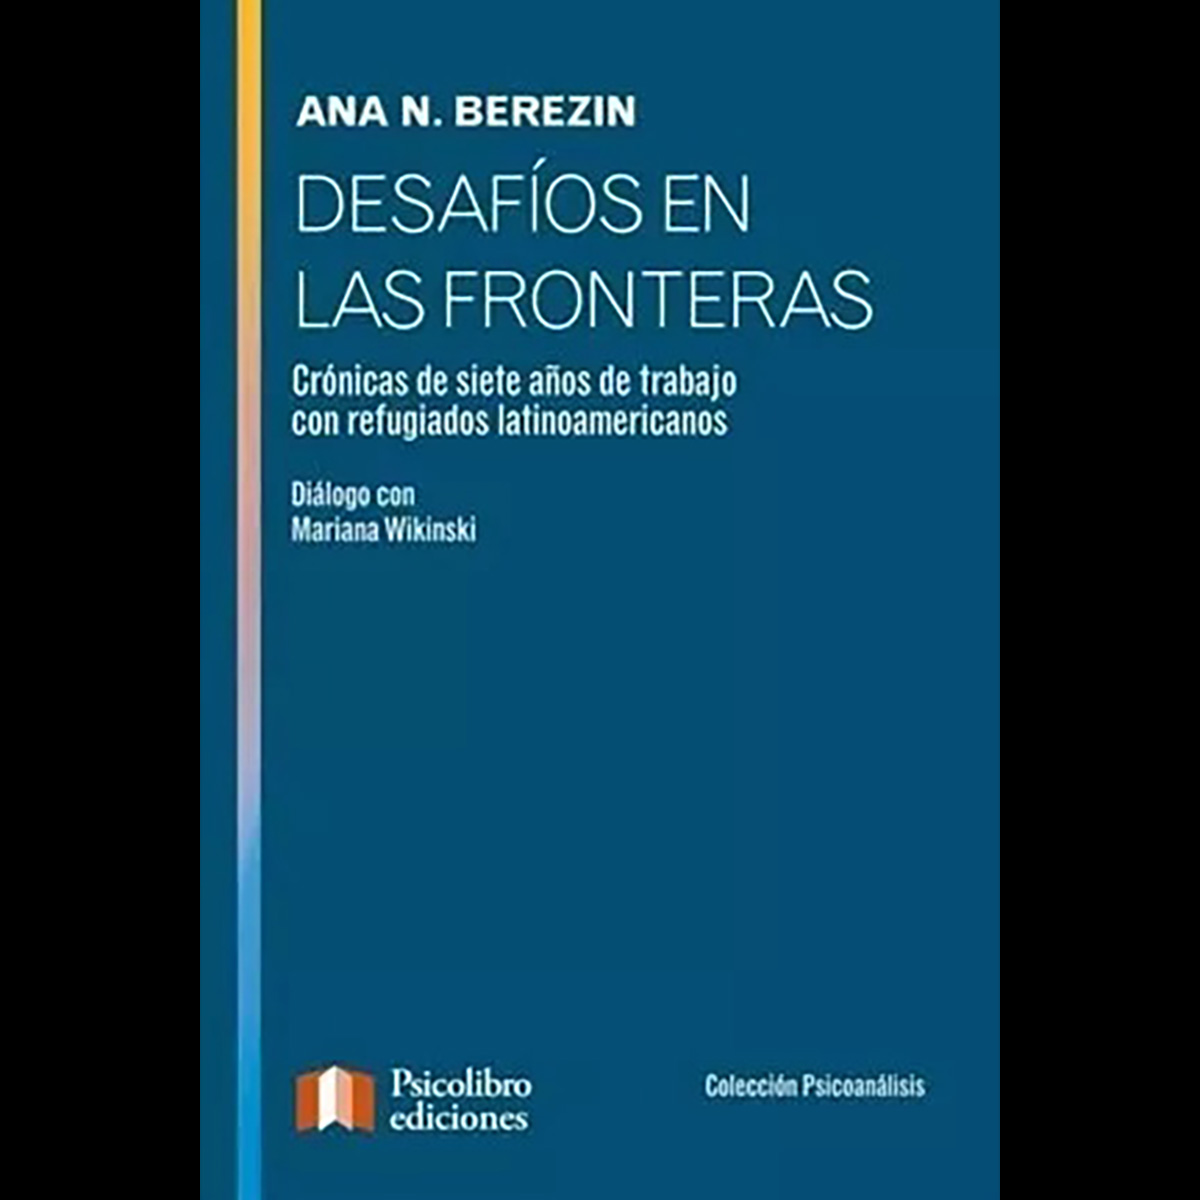 ANA N. BEREZIN
DESAFÍOS EN
LAS FRONTERAS
Crónicas de siete años de trabajo
con refugiados latinoamericanos
Diálogo con
Mariana Wikinski
Psicolibro
ediciones
Colección Psicoanálisis